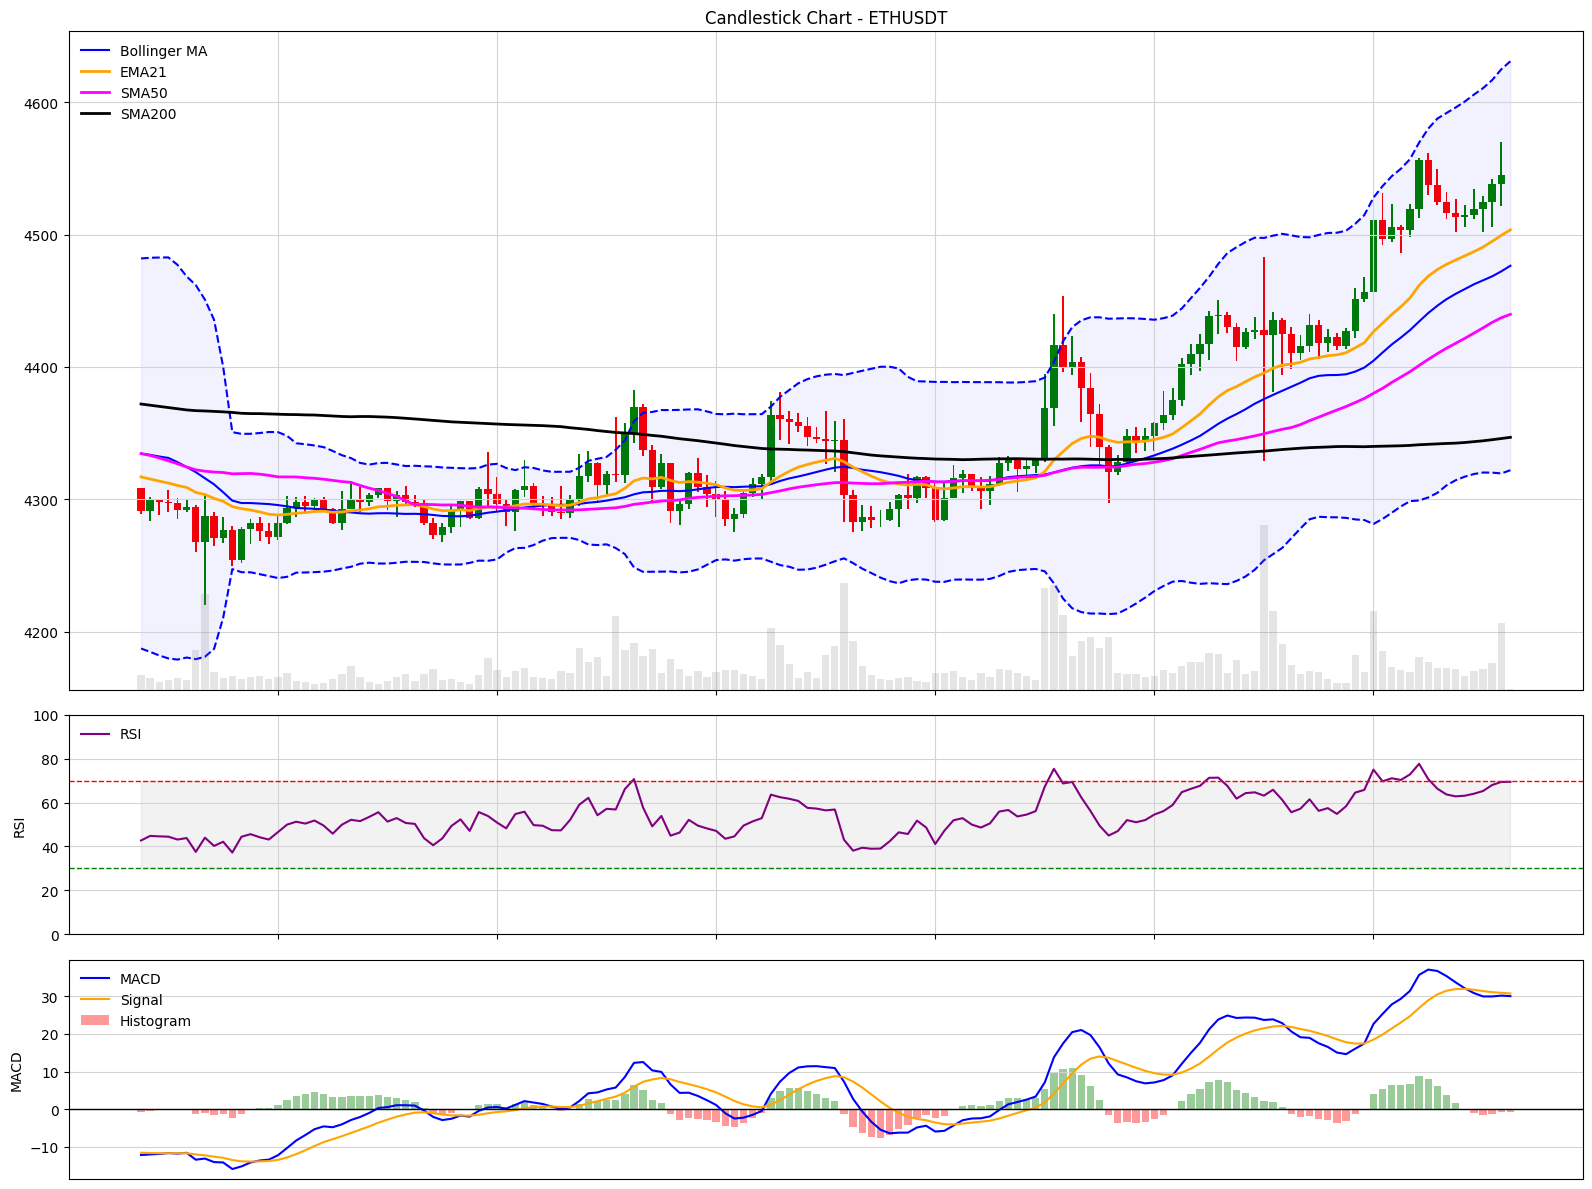 Candlestick Chart - ETHUSDT
Bollinger MA
EMA21
SMA50
SMA200
4600
4500
4400
4300
4200
RSI
100
80
60
40
20
0
RSI
MACD
Signal
Histogram
30
20
10
0
−10
MACD